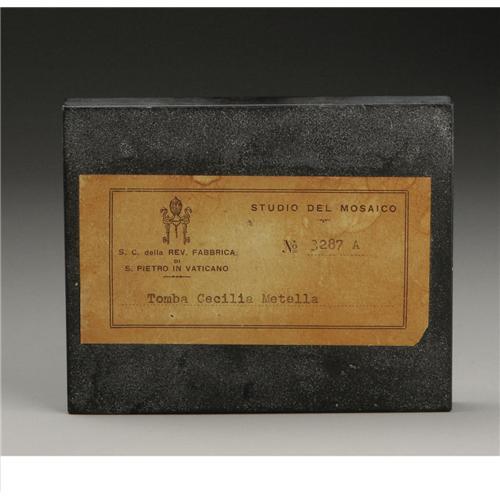 STUDIO DEL MOSAICO
S. C. della REV. FABBRICA
DI
S. PIETRO IN VATICANO
№ 3287 A
Tomba Cecilia Metella